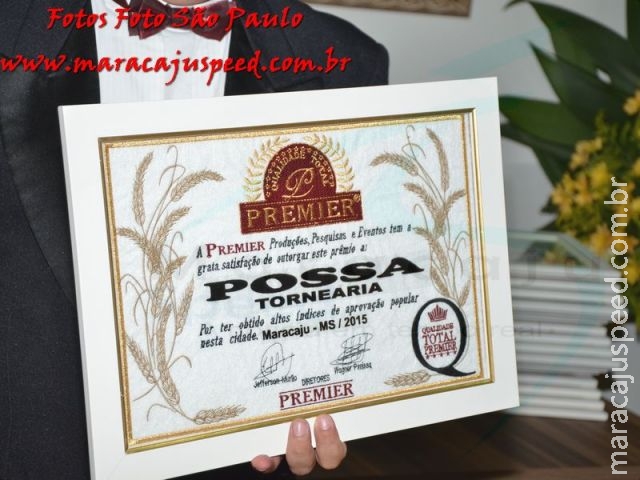 Fotos Foto São Paulo
www.maracajuspeed.com.br
QUALIDADE TOTAL
P
PREMIER®
A PREMIER Produções, Pesquisas e Eventos tem a
grata satisfação de outorgar este prêmio a:
POSSA
TORNEARIA
Por ter obtido altos índices de aprovação popular
nesta cidade. Maracaju - MS / 2015
QUALIDADE
TOTAL
PREMIER
Jefferson Murilo
DIRETORES
PREMIER
© maracajuspeed.com.br